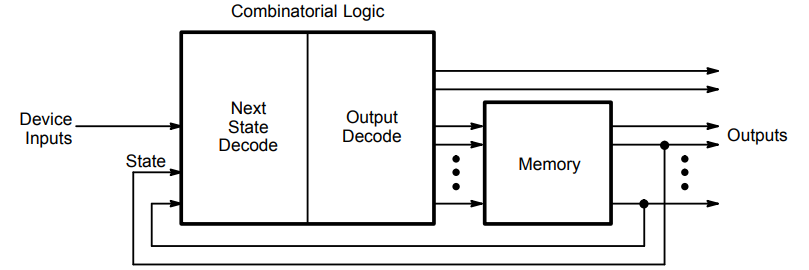 Combinatorial Logic
Device
Inputs
Next
State
Decode
Output
Decode
State
Memory
Outputs